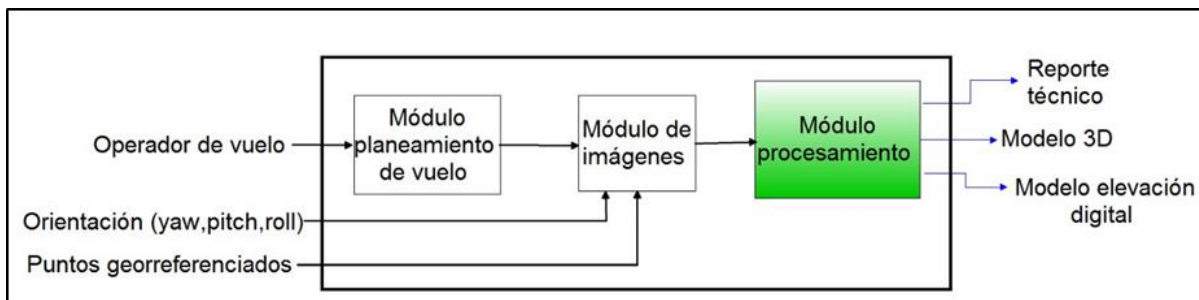 Operador de vuelo
Orientación (yaw,pitch,roll)
Puntos georreferenciados
Módulo
planeamiento
de vuelo
Módulo de
imágenes
Módulo
procesamiento
Reporte
técnico
Modelo 3D
Modelo elevación
digital